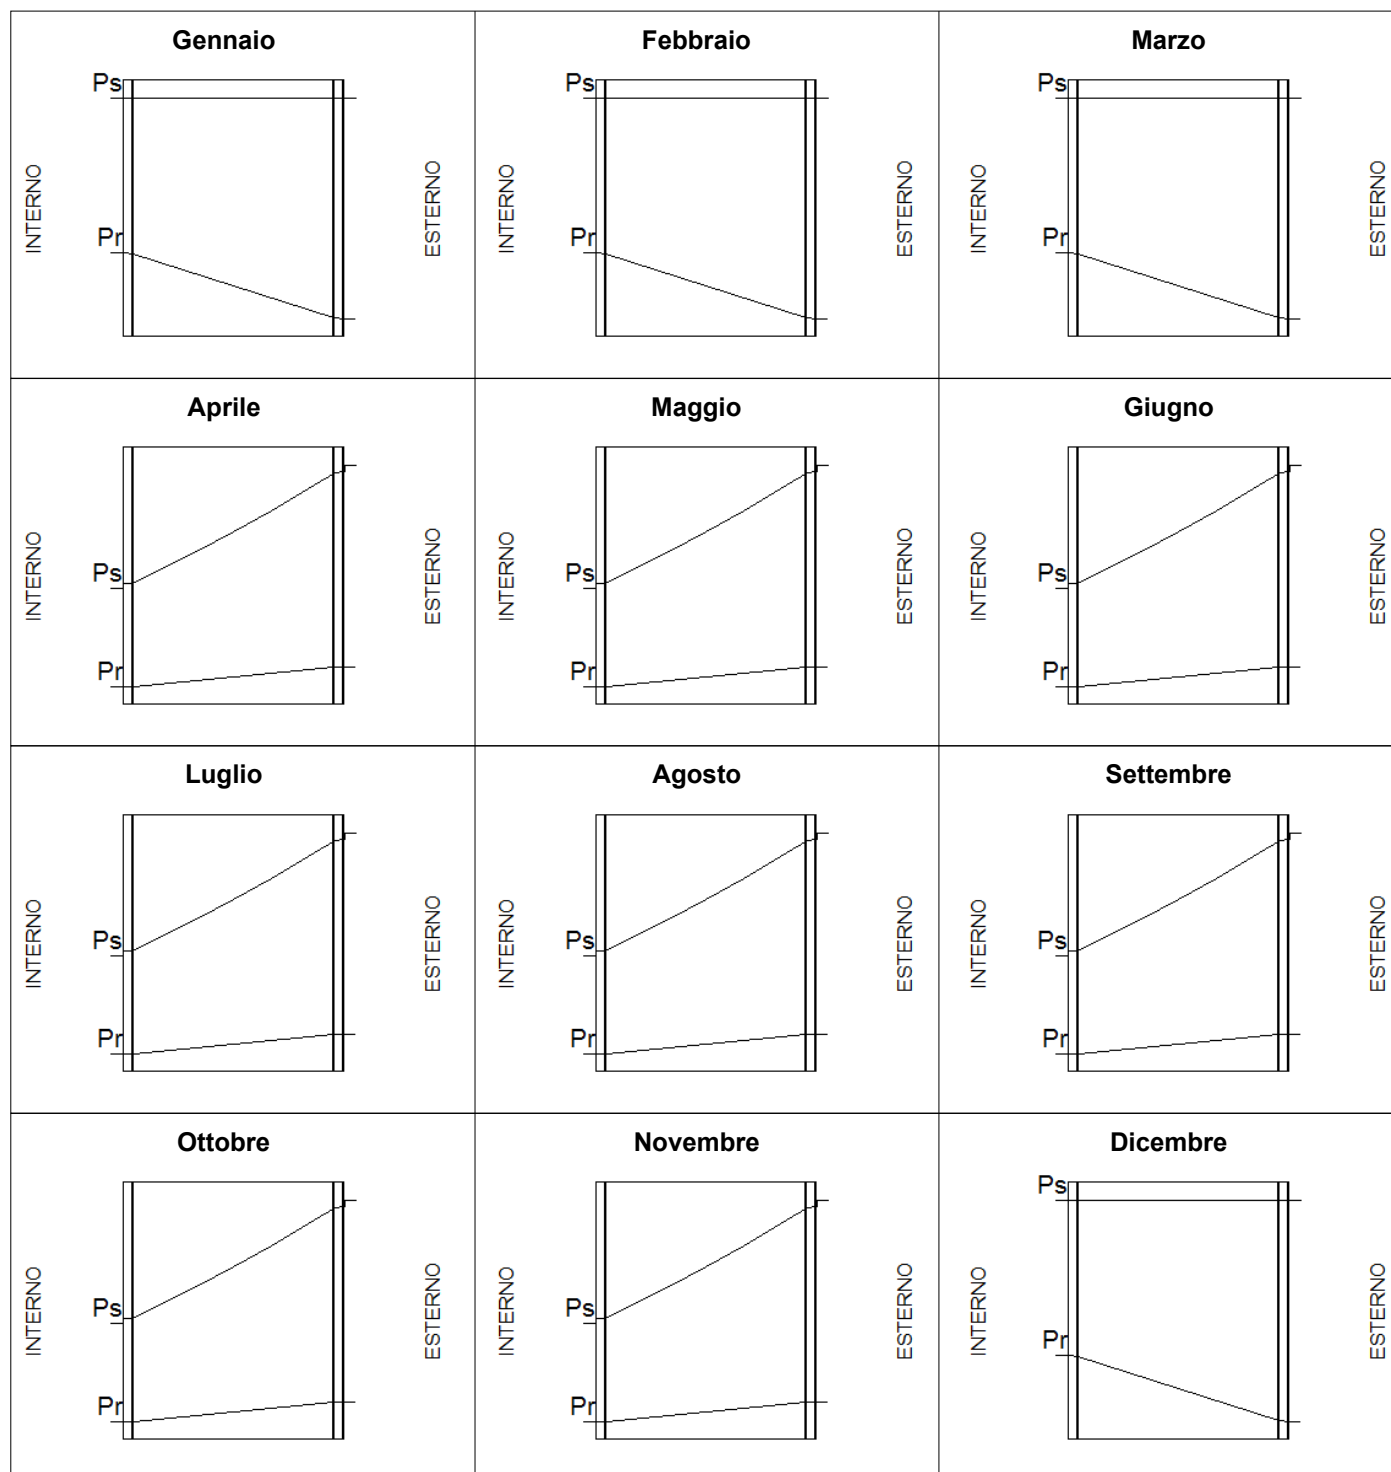 Gennaio
Febbraio
Marzo
Ps
Ps
Ps
INTERNO
ESTERNO
INTERNO
ESTERNO
INTERNO
ESTERNO
Pr
Pr
Pr
Aprile
Maggio
Giugno
INTERNO
ESTERNO
INTERNO
ESTERNO
INTERNO
ESTERNO
Ps
Ps
Ps
Pr
Pr
Pr
Luglio
Agosto
Settembre
INTERNO
ESTERNO
INTERNO
ESTERNO
INTERNO
ESTERNO
Ps
Ps
Ps
Pr
Pr
Pr
Ottobre
Novembre
Dicembre
Ps
INTERNO
ESTERNO
INTERNO
ESTERNO
INTERNO
ESTERNO
Ps
Ps
Pr
Pr
Pr